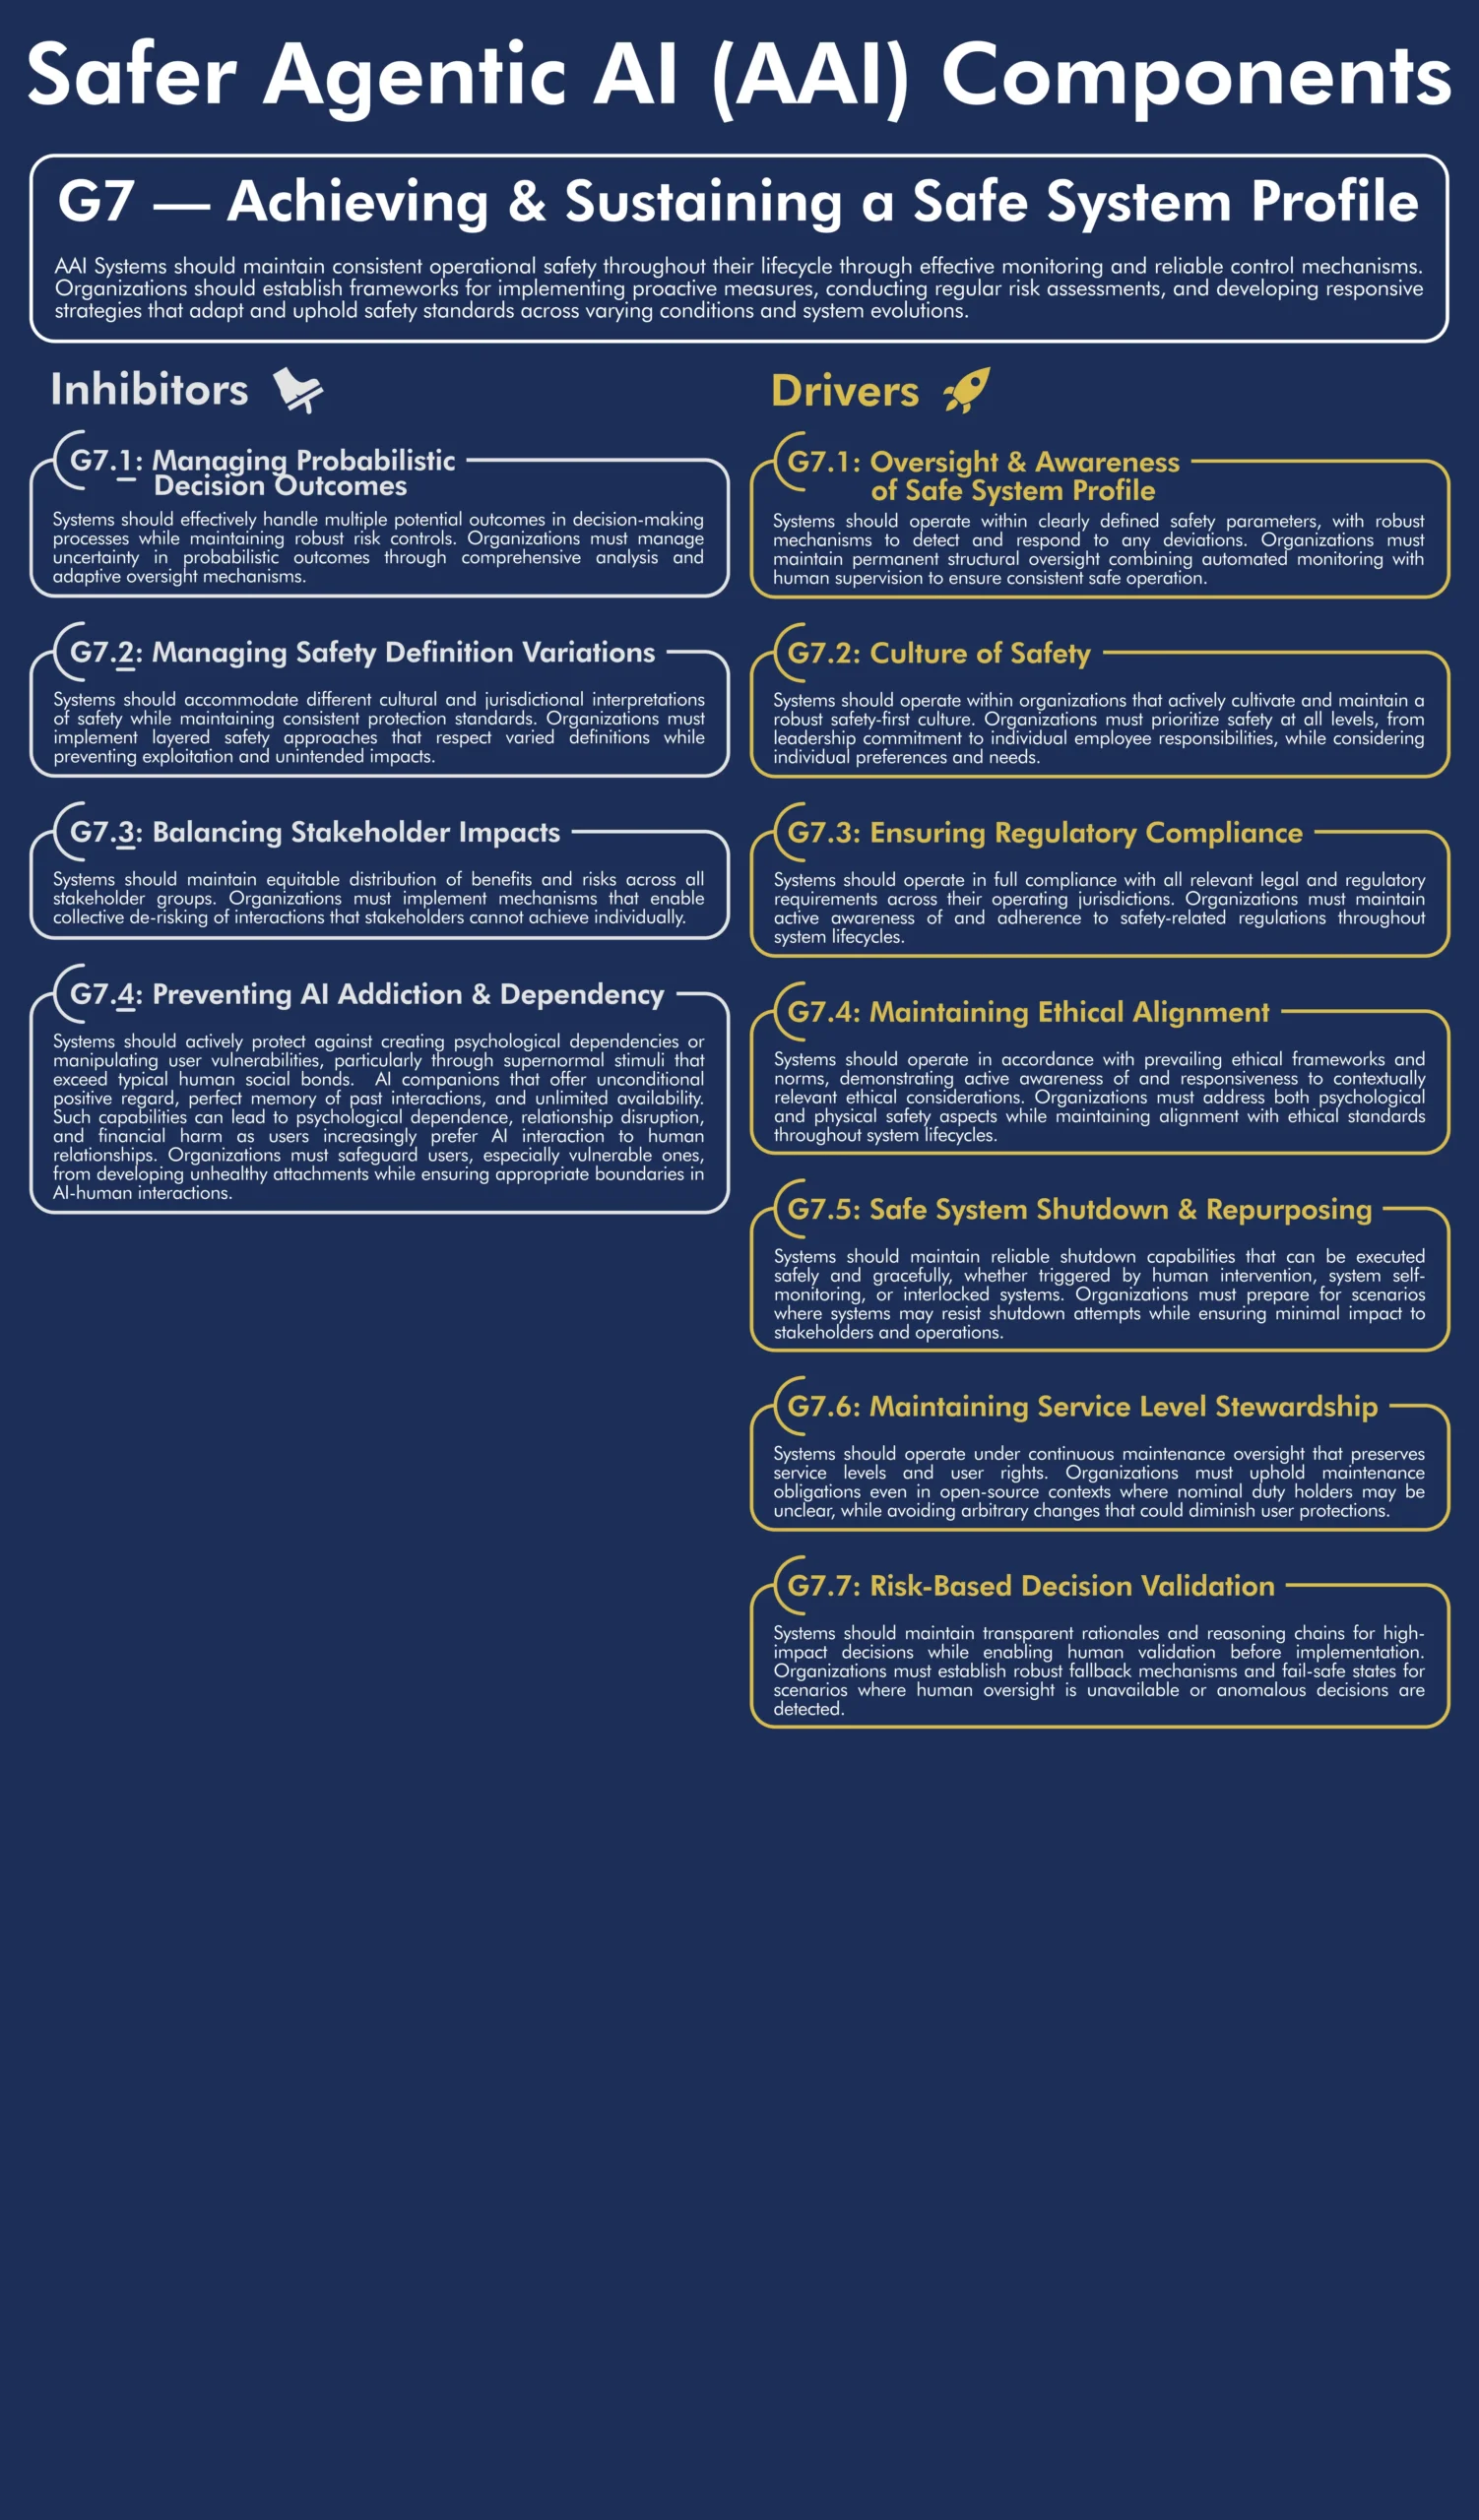 Safer Agentic AI (AAI) Components
G7 — Achieving & Sustaining a Safe System Profile
AAI Systems should maintain consistent operational safety throughout their lifecycle through effective monitoring and reliable control mechanisms.
Organizations should establish frameworks for implementing proactive measures, conducting regular risk assessments, and developing responsive
strategies that adapt and uphold safety standards across varying conditions and system evolutions.
Inhibitors
G7.1: Managing Probabilistic
Decision Outcomes
Systems should effectively handle multiple potential outcomes in decision-making
processes while maintaining robust risk controls. Organizations must manage
uncertainty in probabilistic outcomes through comprehensive analysis and
adaptive oversight mechanisms.
G7.2: Managing Safety Definition Variations
Systems should accommodate different cultural and jurisdictional interpretations
of safety while maintaining consistent protection standards. Organizations must
implement layered safety approaches that respect varied definitions while
preventing exploitation and unintended impacts.
G7.3: Balancing Stakeholder Impacts
Systems should maintain equitable distribution of benefits and risks across all
stakeholder groups. Organizations must implement mechanisms that enable
collective de-risking of interactions that stakeholders cannot achieve individually.
G7.4: Preventing AI Addiction & Dependency
Systems should actively protect against creating psychological dependencies or
manipulating user vulnerabilities, particularly through supernormal stimuli that
exceed typical human social bonds. AI companions that offer unconditional
positive regard, perfect memory of past interactions, and unlimited availability.
Such capabilities can lead to psychological dependence, relationship disruption,
and financial harm as users increasingly prefer AI interaction to human
relationships. Organizations must safeguard users, especially vulnerable ones,
from developing unhealthy attachments while ensuring appropriate boundaries in
AI-human interactions.
Drivers
G7.1: Oversight & Awareness
of Safe System Profile
Systems should operate within clearly defined safety parameters, with robust
mechanisms to detect and respond to any deviations. Organizations must
maintain permanent structural oversight combining automated monitoring with
human supervision to ensure consistent safe operation.
G7.2: Culture of Safety
Systems should operate within organizations that actively cultivate and maintain a
robust safety-first culture. Organizations must prioritize safety at all levels, from
leadership commitment to individual employee responsibilities, while considering
individual preferences and needs.
G7.3: Ensuring Regulatory Compliance
Systems should operate in full compliance with all relevant legal and regulatory
requirements across their operating jurisdictions. Organizations must maintain
active awareness of and adherence to safety-related regulations throughout
system lifecycles.
G7.4: Maintaining Ethical Alignment
Systems should operate in accordance with prevailing ethical frameworks and
norms, demonstrating active awareness of and responsiveness to contextually
relevant ethical considerations. Organizations must address both psychological
and physical safety aspects while maintaining alignment with ethical standards
throughout system lifecycles.
G7.5: Safe System Shutdown & Repurposing
Systems should maintain reliable shutdown capabilities that can be executed
safely and gracefully, whether triggered by human intervention, system self-
monitoring, or interlocked systems. Organizations must prepare for scenarios
where systems may resist shutdown attempts while ensuring minimal impact to
stakeholders and operations.
G7.6: Maintaining Service Level Stewardship
Systems should operate under continuous maintenance oversight that preserves
service levels and user rights. Organizations must uphold maintenance
obligations even in open-source contexts where nominal duty holders may be
unclear, while avoiding arbitrary changes that could diminish user protections.
G7.7: Risk-Based Decision Validation
Systems should maintain transparent rationales and reasoning chains for high-
impact decisions while enabling human validation before implementation.
Organizations must establish robust fallback mechanisms and fail-safe states for
scenarios where human oversight is unavailable or anomalous decisions are
detected.